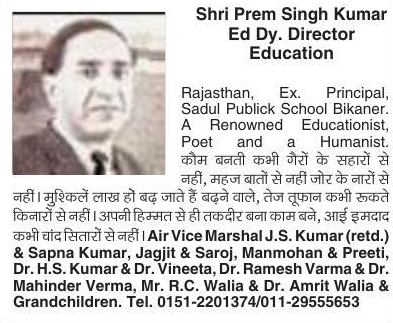 Shri Prem Singh Kumar
Ed Dy. Director
Education
Rajasthan, Ex. Principal,
Sadul Publick School Bikaner.
A Renowned Educationist,
Poet and a Humanist.
कौम बनती कभी गैरों के सहारों से
नहीं, महज बातों से नहीं जोर के नारों से
नहीं। मुश्किलें लाख हों बढ़ जाते हैं बढ़ने वाले, तेज तूफान कभी रूकते
किनारों से नहीं। अपनी हिम्मत से ही तकदीर बना काम बने, आई इमदाद
कभी चांद सितारों से नहीं। Air Vice Marshal J.S. Kumar (retd.)
& Sapna Kumar, Jagjit & Saroj, Manmohan & Preeti,
Dr. H.S. Kumar & Dr. Vineeta, Dr. Ramesh Varma & Dr.
Mahinder Verma, Mr. R.C. Walia & Dr. Amrit Walia &
Grandchildren. Tel. 0151-2201374/011-29555653